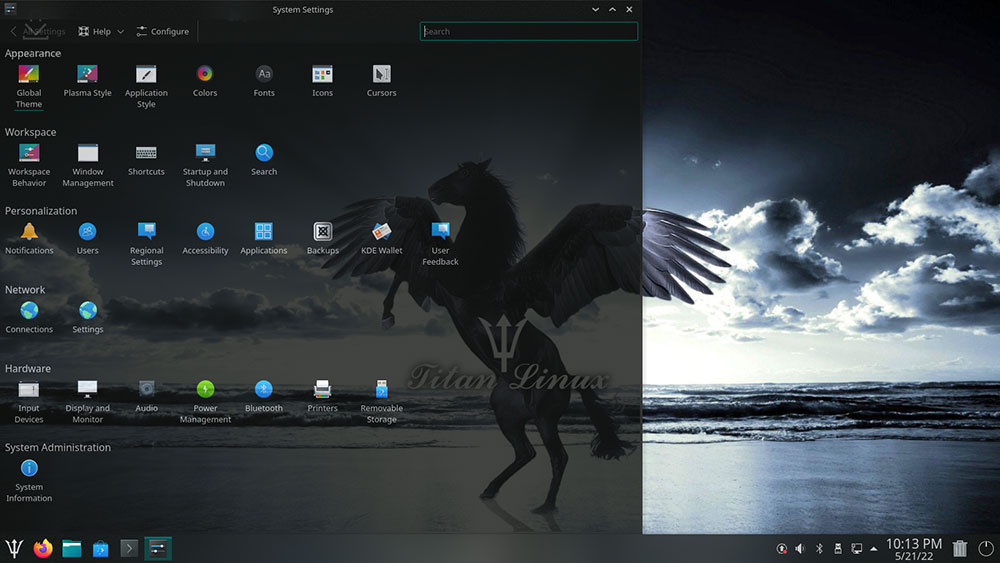 System Settings
All Settings Help Configure Search
Appearance
Global Theme
Plasma Style
Application Style
Colors
Fonts
Icons
Cursors
Workspace
Workspace Behavior
Window Management
Shortcuts
Startup and Shutdown
Search
Personalization
Notifications
Users
Regional Settings
Accessibility
Applications
Backups
KDE Wallet
User Feedback
Network
Connections
Settings
Hardware
Input Devices
Display and Monitor
Audio
Power Management
Bluetooth
Printers
Removable Storage
System Administration
System Information
Titan Linux
10:13 PM
5/21/22